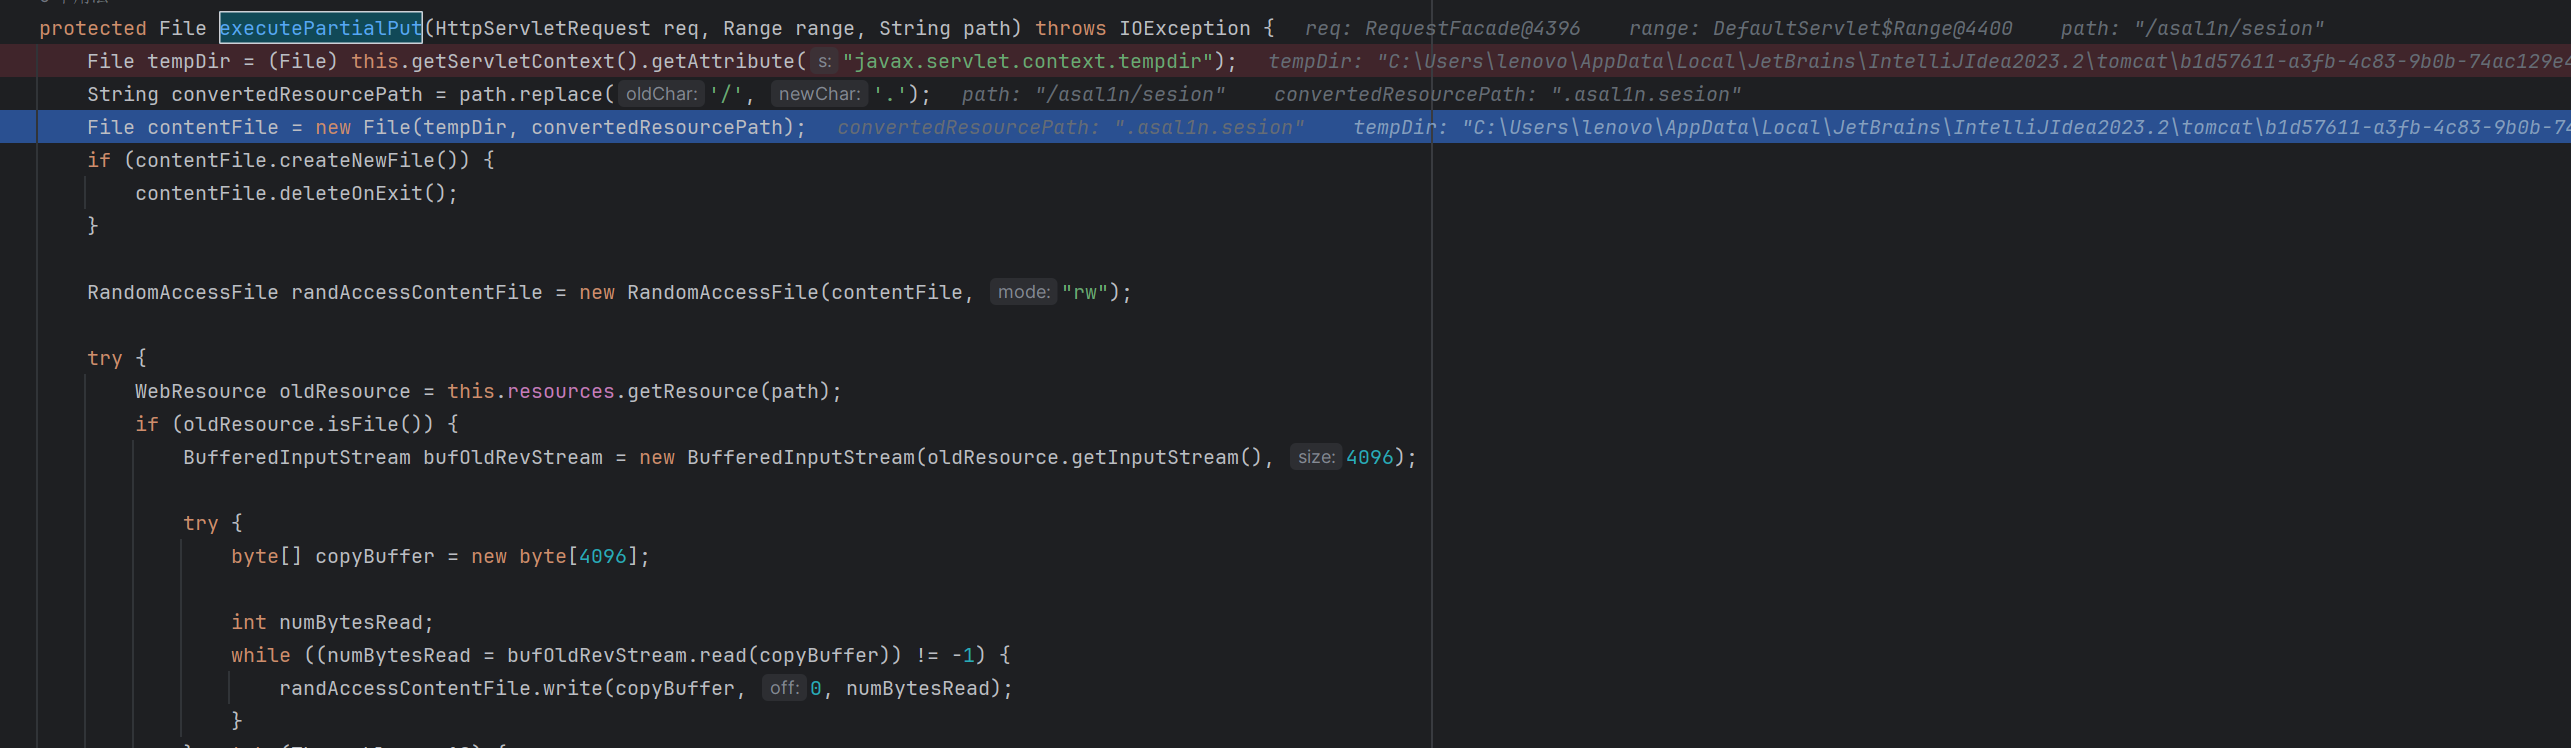 protected File executePartialPut(HttpServletRequest req, Range range, String path) throws IOException { req: RequestFacade@4396 range: DefaultServlet$Range@4400 path: "/asal1n/sesion"
File tempDir = (File) this.getServletContext().getAttribute( s: "javax.servlet.context.tempdir"); tempDir: "C:\Users\lenovo\AppData\Local\JetBrains\IntelliJIdea2023.2\tomcat\b1d57611-a3fb-4c83-9b0b-74ac129e4
String convertedResourcePath = path.replace( oldChar: '/', newChar: '.'); path: "/asal1n/sesion" convertedResourcePath: ".asal1n.sesion"
File contentFile = new File(tempDir, convertedResourcePath); convertedResourcePath: ".asal1n.sesion" tempDir: "C:\Users\lenovo\AppData\Local\JetBrains\IntelliJIdea2023.2\tomcat\b1d57611-a3fb-4c83-9b0b-74
if (contentFile.createNewFile()) {
contentFile.deleteOnExit();
}
RandomAccessFile randAccessContentFile = new RandomAccessFile(contentFile, mode: "rw");
try {
WebResource oldResource = this.resources.getResource(path);
if (oldResource.isFile()) {
BufferedInputStream bufOldRevStream = new BufferedInputStream(oldResource.getInputStream(), size: 4096);
try {
byte[] copyBuffer = new byte[4096];
int numBytesRead;
while ((numBytesRead = bufOldRevStream.read(copyBuffer)) != -1) {
randAccessContentFile.write(copyBuffer, off: 0, numBytesRead);
}